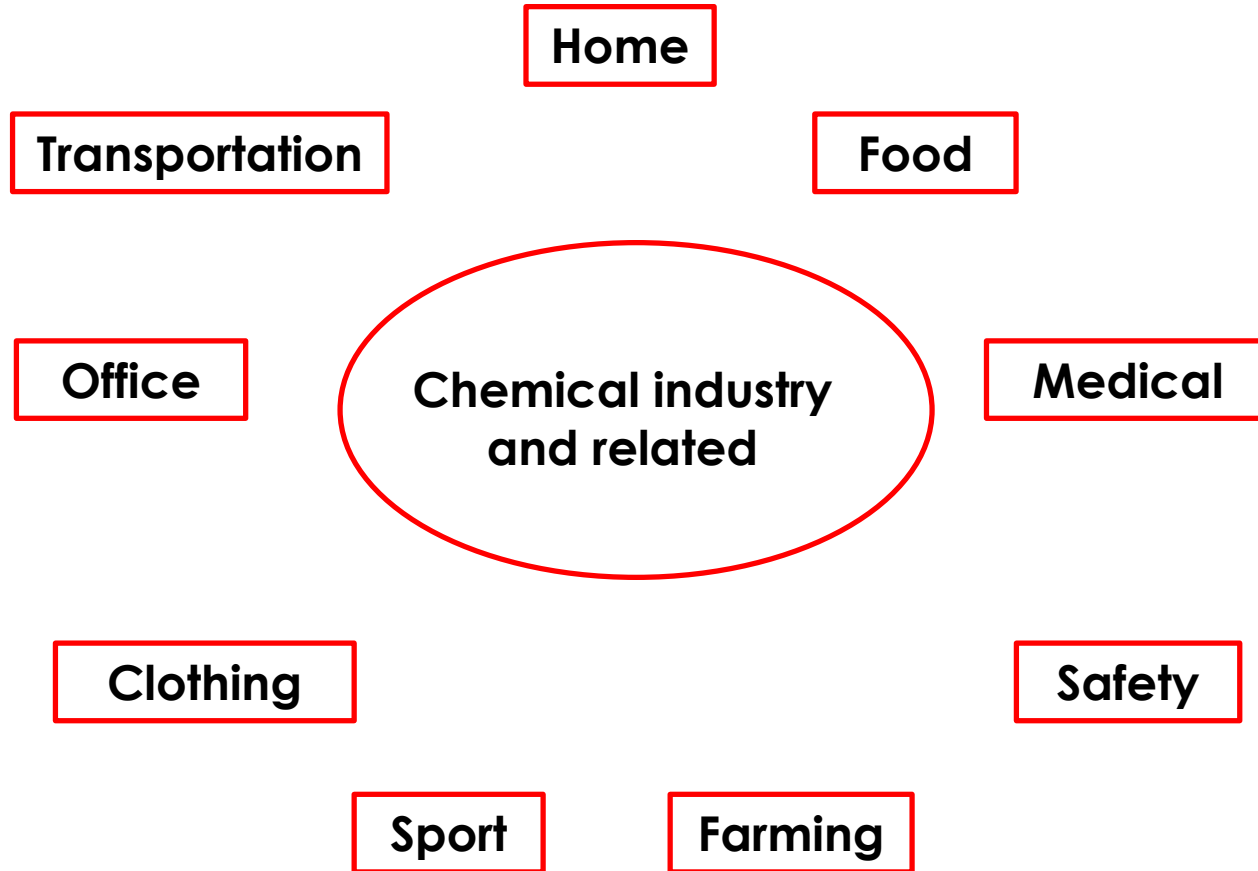 Home
Transportation
Food
Office
Chemical industry
and related
Medical
Clothing
Safety
Sport
Farming